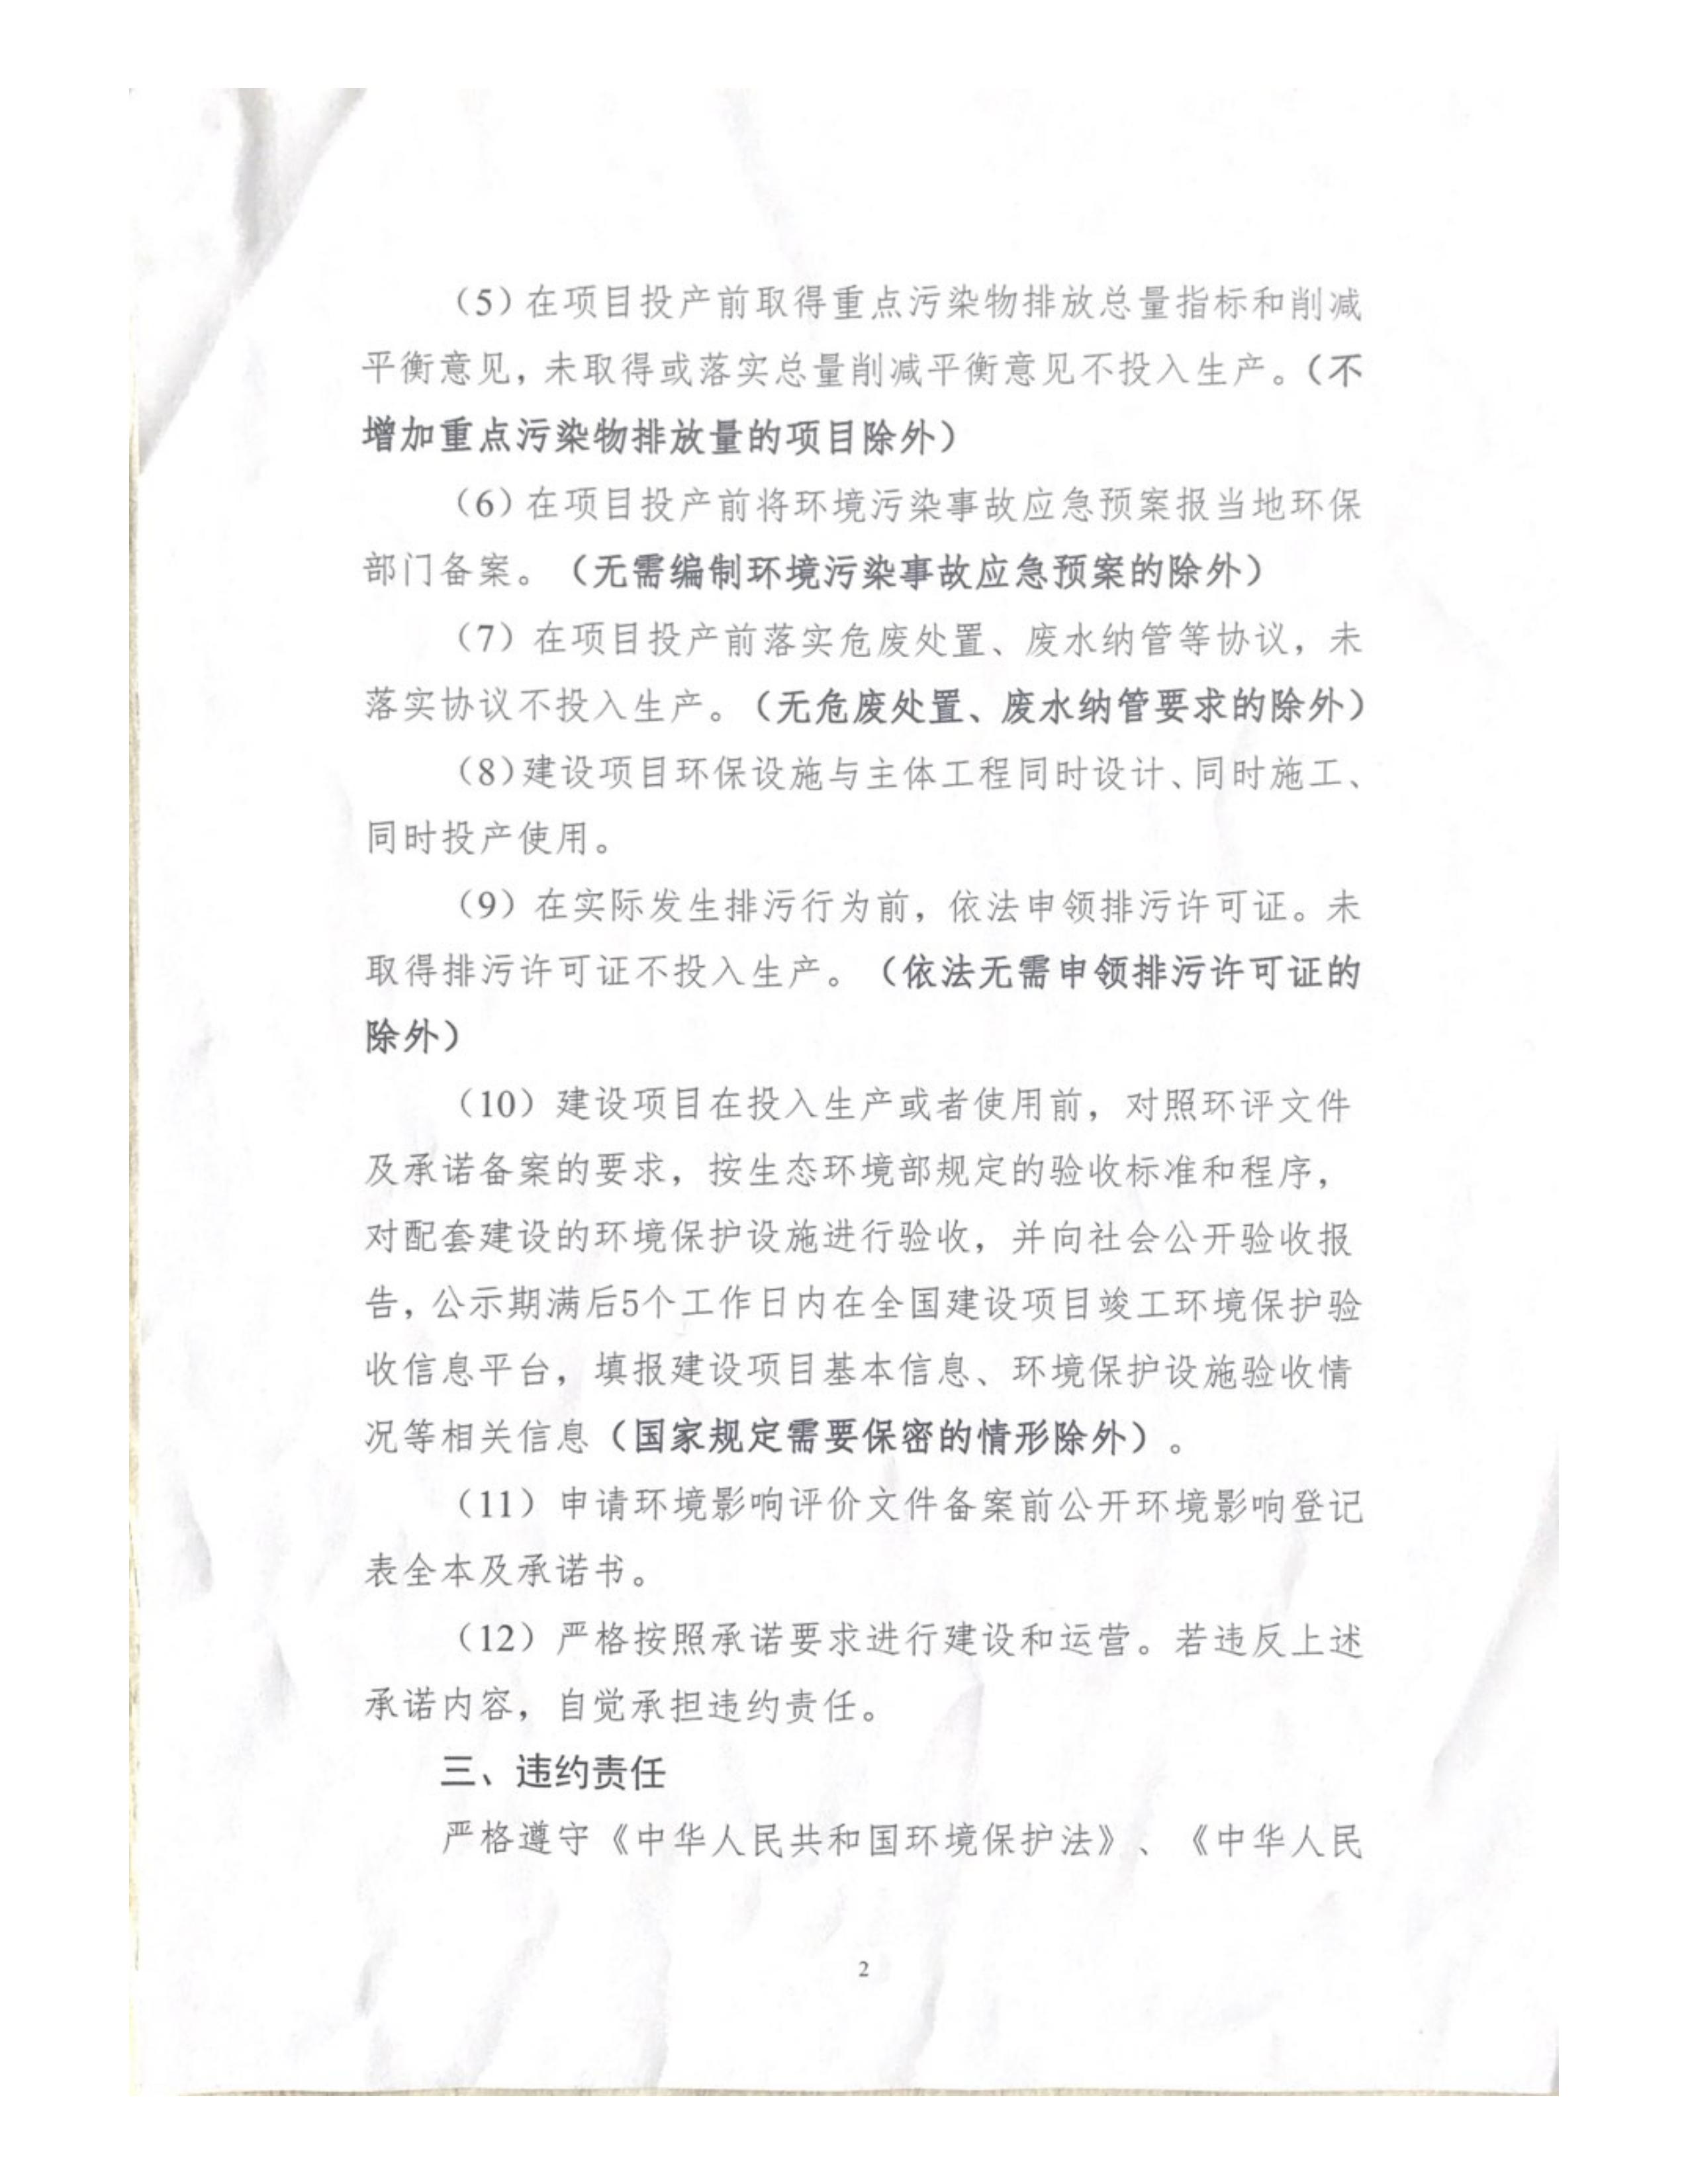 （5）在项目投产前取得重点污染物排放总量指标和削减
平衡意见，未取得或落实总量削减平衡意见不投入生产。（不
增加重点污染物排放量的项目除外）
（6）在项目投产前将环境污染事故应急预案报当地环保
部门备案。（无需编制环境污染事故应急预案的除外）
（7）在项目投产前落实危废处置、废水纳管等协议，未
落实协议不投入生产。（无危废处置、废水纳管要求的除外）
（8）建设项目环保设施与主体工程同时设计、同时施工、
同时投产使用。
（9）在实际发生排污行为前，依法申领排污许可证。未
取得排污许可证不投入生产。（依法无需申领排污许可证的
除外）
（10）建设项目在投入生产或者使用前，对照环评文件
及承诺备案的要求，按生态环境部规定的验收标准和程序，
对配套建设的环境保护设施进行验收，并向社会公开验收报
告，公示期满后5个工作日内在全国建设项目竣工环境保护验
收信息平台，填报建设项目基本信息、环境保护设施验收情
况等相关信息（国家规定需要保密的情形除外）。
（11）申请环境影响评价文件备案前公开环境影响登记
表全本及承诺书。
（12）严格按照承诺要求进行建设和运营。若违反上述
承诺内容，自觉承担违约责任。
三、违约责任
严格遵守《中华人民共和国环境保护法》、《中华人民
2